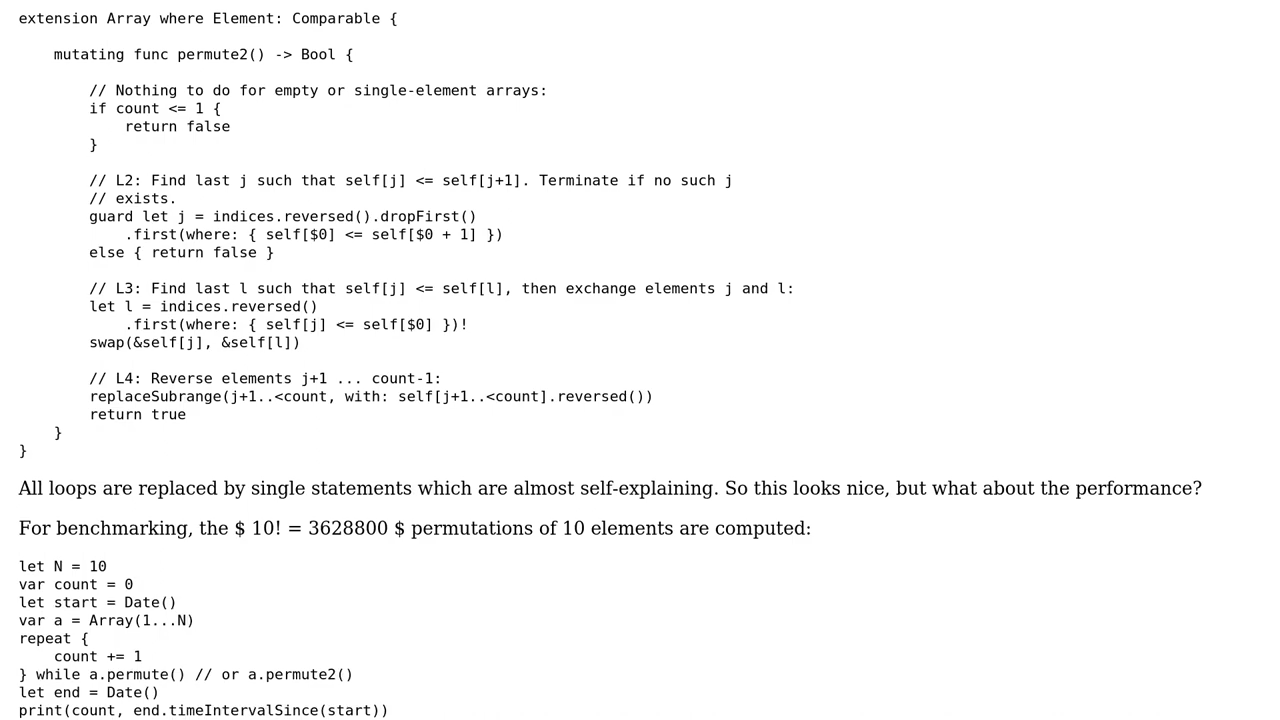 extension Array where Element: Comparable {
    mutating func permute2() -> Bool {
        // Nothing to do for empty or single-element arrays:
        if count <= 1 {
            return false
        }
        // L2: Find last j such that self[j] <= self[j+1]. Terminate if no such j
        // exists.
        guard let j = indices.reversed().dropFirst()
            .first(where: { self[$0] <= self[$0 + 1] })
        else { return false }
        // L3: Find last l such that self[j] <= self[l], then exchange elements j and l:
        let l = indices.reversed()
            .first(where: { self[j] <= self[$0] })!
        swap(&self[j], &self[l])
        // L4: Reverse elements j+1 ... count-1:
        replaceSubrange(j+1..<count, with: self[j+1..<count].reversed())
        return true
    }
}
All loops are replaced by single statements which are almost self-explaining. So this looks nice, but what about the performance?
For benchmarking, the $ 10! = 3628800 $ permutations of 10 elements are computed:
let N = 10
var count = 0
let start = Date()
var a = Array(1...N)
repeat {
    count += 1
} while a.permute() // or a.permute2()
let end = Date()
print(count, end.timeIntervalSince(start))